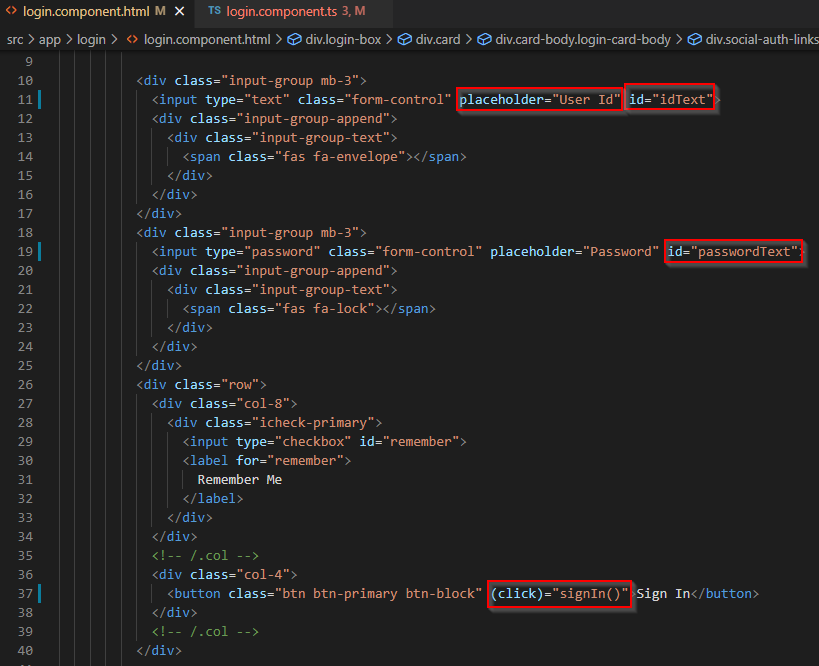 login.component.html M × TS login.component.ts 3, M
src > app > login > login.component.html > div.login-box > div.card > div.card-body.login-card-body > div.social-auth-links
9
10 <div class="input-group mb-3">
11 <input type="text" class="form-control" placeholder="User Id" id="idText">
12 <div class="input-group-append">
13 <div class="input-group-text">
14 <span class="fas fa-envelope"></span>
15 </div>
16 </div>
17 </div>
18 <div class="input-group mb-3">
19 <input type="password" class="form-control" placeholder="Password" id="passwordText">
20 <div class="input-group-append">
21 <div class="input-group-text">
22 <span class="fas fa-lock"></span>
23 </div>
24 </div>
25 </div>
26 <div class="row">
27 <div class="col-8">
28 <div class="icheck-primary">
29 <input type="checkbox" id="remember">
30 <label for="remember">
31 Remember Me
32 </label>
33 </div>
34 </div>
35 <!-- /.col -->
36 <div class="col-4">
37 <button class="btn btn-primary btn-block" (click)="signIn()">Sign In</button>
38 </div>
39 <!-- /.col -->
40 </div>